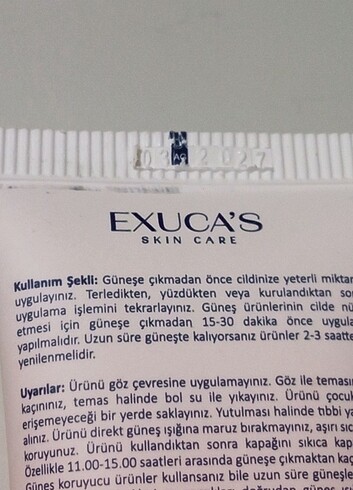 03 2027
EXUCA'S
SKIN CARE
Kullanım Şekli: Güneşe çıkmadan önce cildinize yeterli miktar
uygulayınız. Terledikten, yüzdükten veya kurulandıktan so
uygulama işlemini tekrarlayınız. Güneş ürünlerinin cilde nü
etmesi için güneşe çıkmadan 15-30 dakika önce uygula
yapılmalıdır. Uzun süre güneşte kalıyorsanız ürünler 2-3 saatte
yenilenmelidir.
Uyarılar: Ürünü göz çevresine uygulamayınız. Göz ile temasın
kaçınınız, temas halinde bol su ile yıkayınız. Ürünü çocuk
erişemeyeceği bir yerde saklayınız. Yutulması halinde tıbbi ya
alınız. Ürünü direkt güneş ışığına maruz bırakmayınız, aşırı sıc
koruyunuz. Ürünü kullandıktan sonra kapağını sıkıca kap
Özellikle 11.00-15.00 saatleri arasında güneşe çıkmaktan kaç
Güneş koruyucu ürünler kullansanız bile uzun süre güneşle